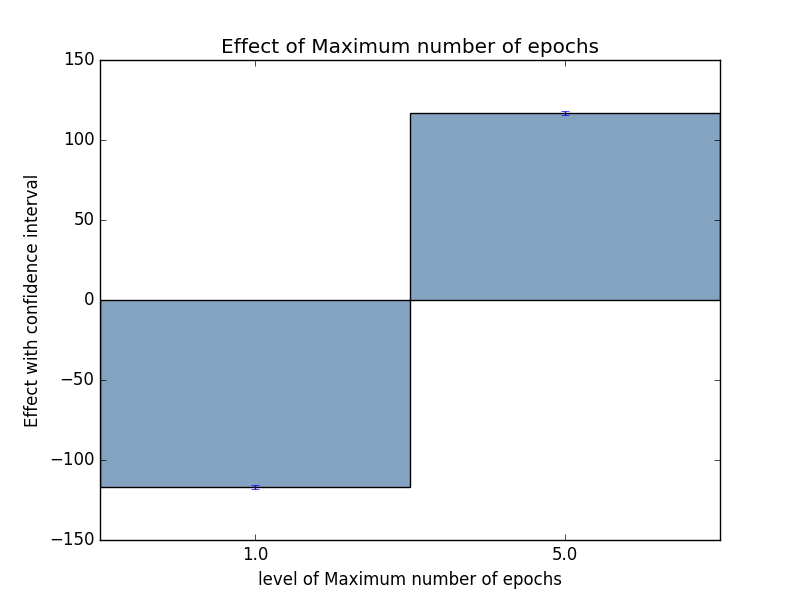 Effect of Maximum number of epochs
150
100
50
0
−50
−100
−150
Effect with confidence interval
1.0 5.0
level of Maximum number of epochs